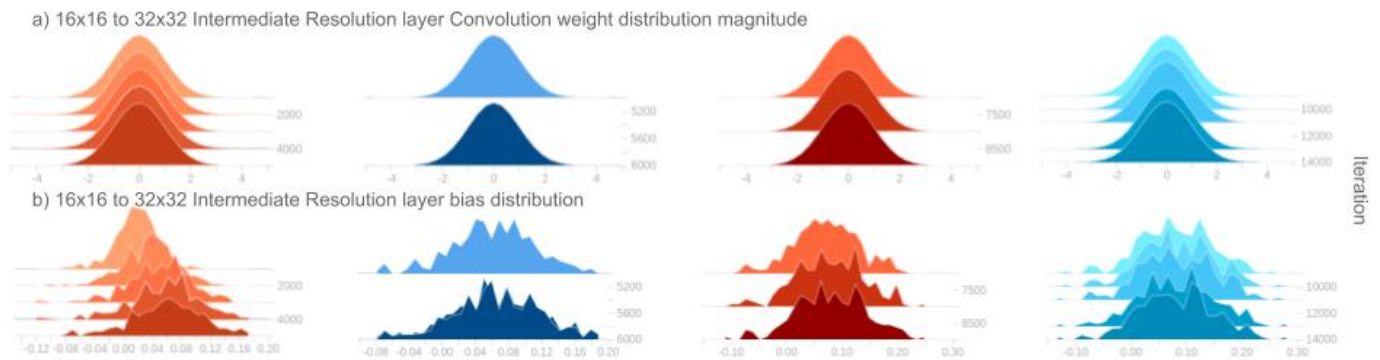 a) 16x16 to 32x32 Intermediate Resolution layer Convolution weight distribution magnitude
2000
4000
-4 -2 0 2 4
5200
5600
6000
-4 -2 0 2 4
7500
8500
-4 -2 0 2 4
10000
12000
14000
-4 -2 0 2 4
Iteration
b) 16x16 to 32x32 Intermediate Resolution layer bias distribution
2000
4000
-0.12 -0.08 -0.04 0.00 0.04 0.08 0.12 0.16 0.20
5200
5600
6000
-0.08 -0.04 0.00 0.04 0.08 0.12 0.16 0.20
7500
8500
-0.10 0.00 0.10 0.20 0.30
10000
12000
14000
-0.10 0.00 0.10 0.20 0.30